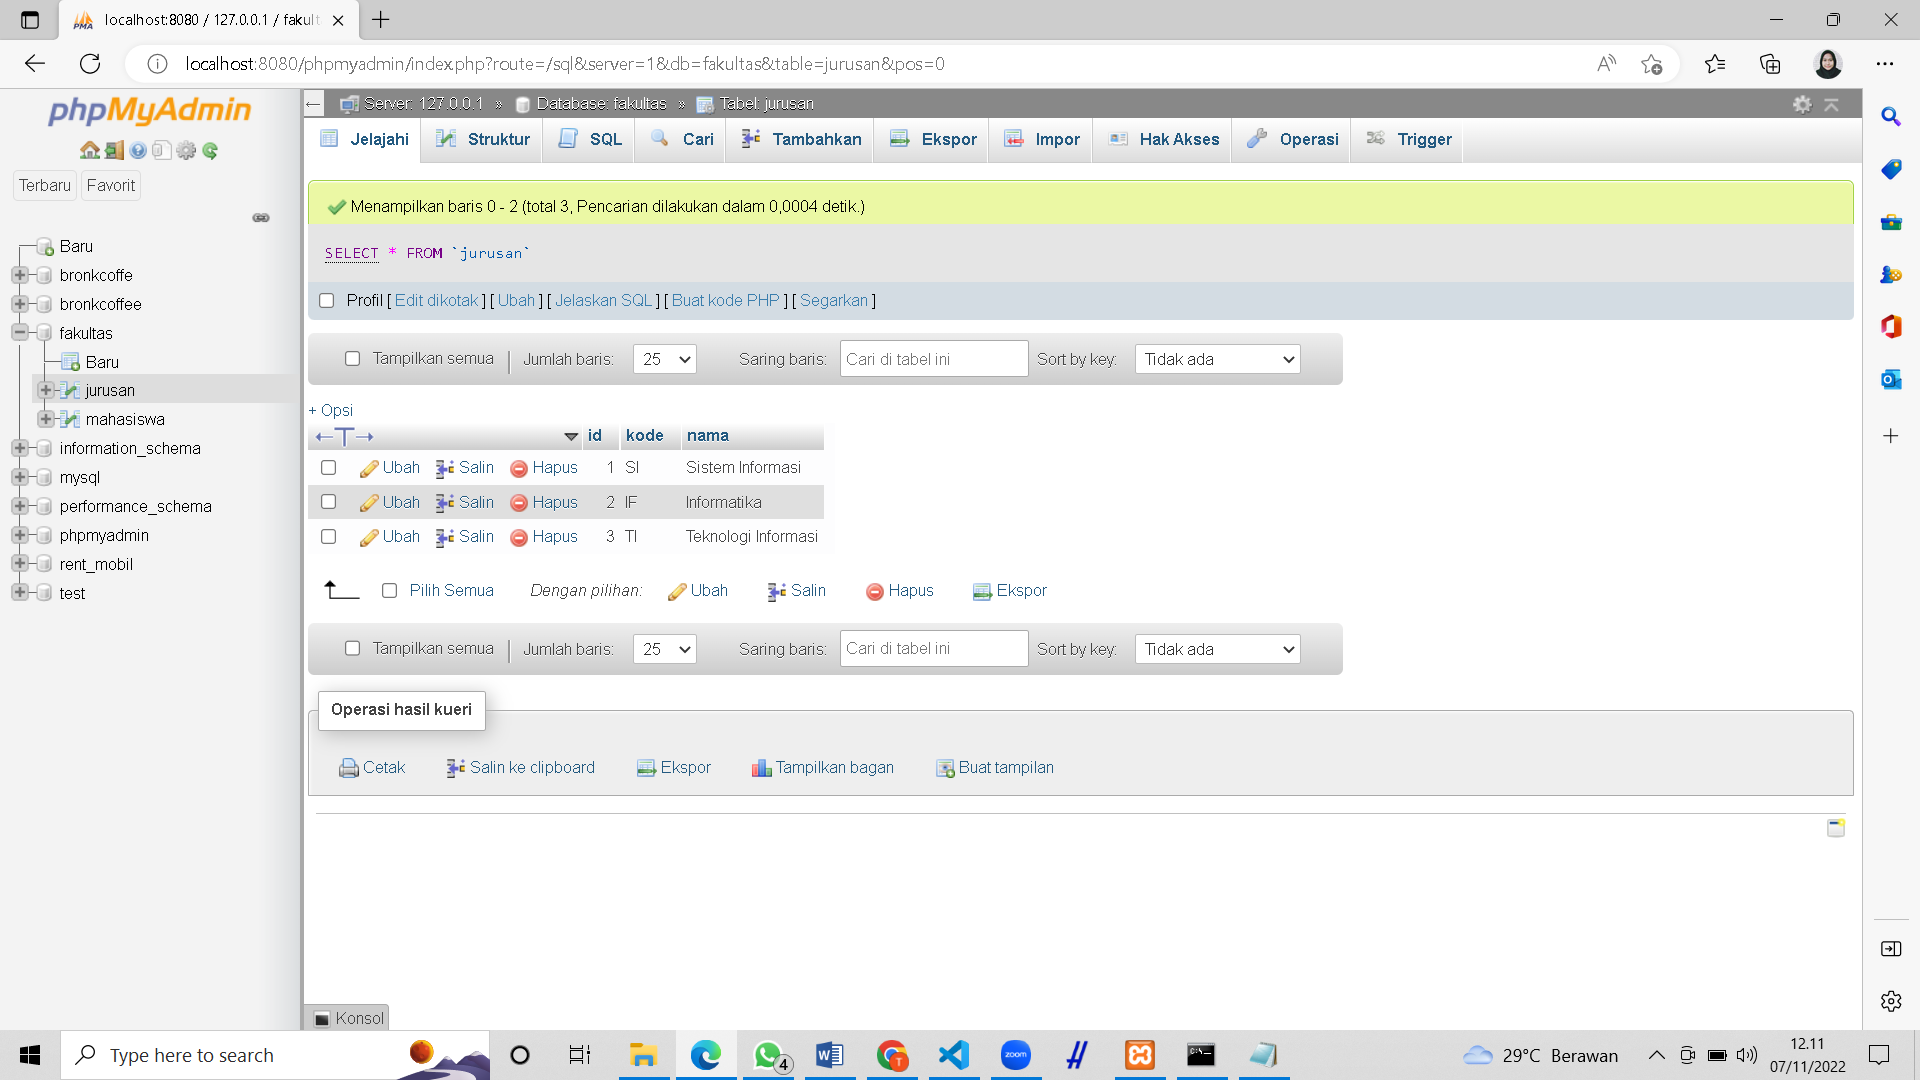 localhost:8080 / 127.0.0.1 / fakult
localhost:8080/phpmyadmin/index.php?route=/sql&server=1&db=fakultas&table=jurusan&pos=0
phpMyAdmin
Terbaru Favorit
Baru
bronkcoffe
bronkcoffee
fakultas
Baru
jurusan
mahasiswa
information_schema
mysql
performance_schema
phpmyadmin
rent_mobil
test
Server: 127.0.0.1 » Database: fakultas » Tabel: jurusan
Jelajahi Struktur SQL Cari Tambahkan Ekspor Impor Hak Akses Operasi Trigger
Menampilkan baris 0 - 2 (total 3, Pencarian dilakukan dalam 0,0004 detik.)
SELECT * FROM `jurusan`
Profil [ Edit dikotak ] [ Ubah ] [ Jelaskan SQL ] [ Buat kode PHP ] [ Segarkan ]
Tampilkan semua | Jumlah baris: 25 Saring baris: Cari di tabel ini Sort by key: Tidak ada
+ Opsi
←T→ id kode nama
Ubah Salin Hapus 1 SI Sistem Informasi
Ubah Salin Hapus 2 IF Informatika
Ubah Salin Hapus 3 TI Teknologi Informasi
Pilih Semua Dengan pilihan: Ubah Salin Hapus Ekspor
Tampilkan semua | Jumlah baris: 25 Saring baris: Cari di tabel ini Sort by key: Tidak ada
Operasi hasil kueri
Cetak Salin ke clipboard Ekspor Tampilkan bagan Buat tampilan
Konsol
Type here to search
4
zoom
29°C Berawan
12.11
07/11/2022